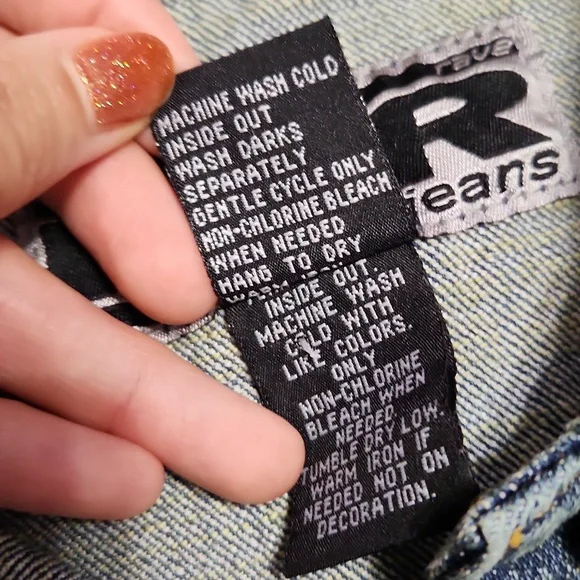 MACHINE WASH COLD
INSIDE OUT
WASH DARKS
SEPARATELY
GENTLE CYCLE ONLY
NON-CHLORINE BLEACH
WHEN NEEDED
HANG TO DRY
INSIDE OUT.
MACHINE WASH
COLD WITH
LIKE COLORS.
ONLY
NON-CHLORINE
BLEACH WHEN
NEEDED.
TUMBLE DRY LOW.
WARM IRON IF
NEEDED NOT ON
DECORATION.
rava
R
jeans